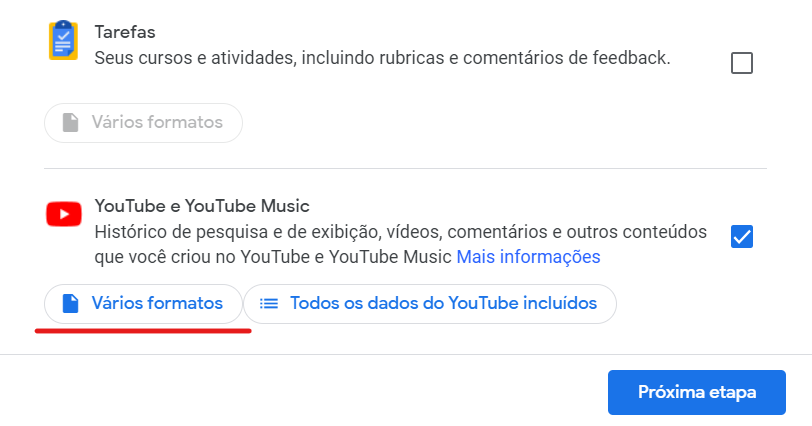 Tarefas
Seus cursos e atividades, incluindo rubricas e comentários de feedback.
Vários formatos
YouTube e YouTube Music
Histórico de pesquisa e de exibição, vídeos, comentários e outros conteúdos
que você criou no YouTube e YouTube Music Mais informações
Vários formatos
Todos os dados do YouTube incluídos
Próxima etapa